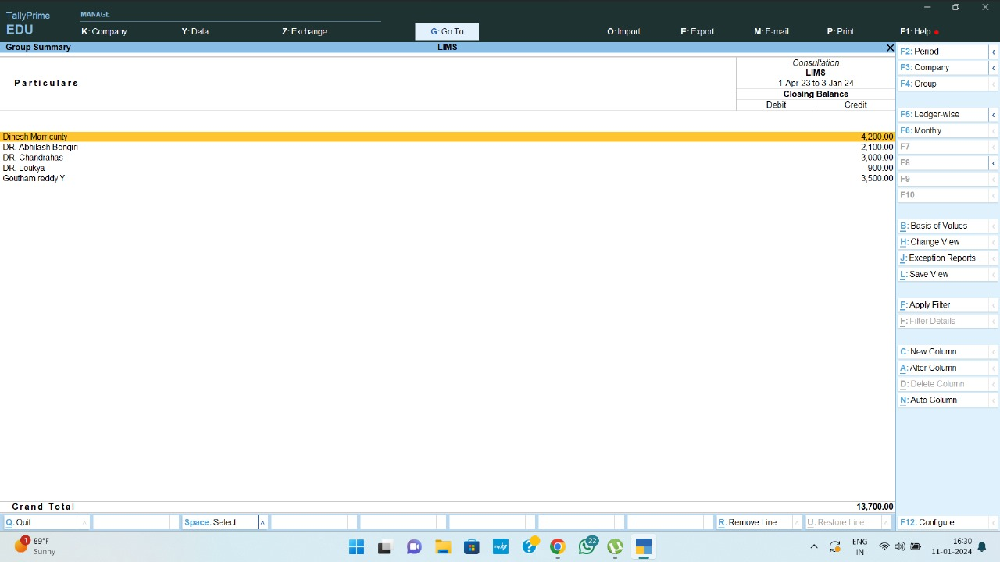 TallyPrime
EDU
MANAGE
K: Company
Y: Data
Z: Exchange
G: Go To
O: Import
E: Export
M: E-mail
P: Print
F1: Help
Group Summary
LIMS
Particulars
Consultation
LIMS
1-Apr-23 to 3-Jan-24
Closing Balance
Debit Credit
Dinesh Marricunty 4,200.00
DR. Abhilash Bongiri 2,100.00
DR. Chandrahas 3,000.00
DR. Loukya 900.00
Goutham reddy Y 3,500.00
Grand Total 13,700.00
F2: Period
F3: Company
F4: Group
F5: Ledger-wise
F6: Monthly
F7
F8
F9
F10
B: Basis of Values
H: Change View
J: Exception Reports
L: Save View
F: Apply Filter
F: Filter Details
C: New Column
A: Alter Column
D: Delete Column
N: Auto Column
Q: Quit
Space: Select
R: Remove Line
U: Restore Line
F12: Configure
1
89°F
Sunny
myhp
22
ENG
IN
16:30
11-01-2024